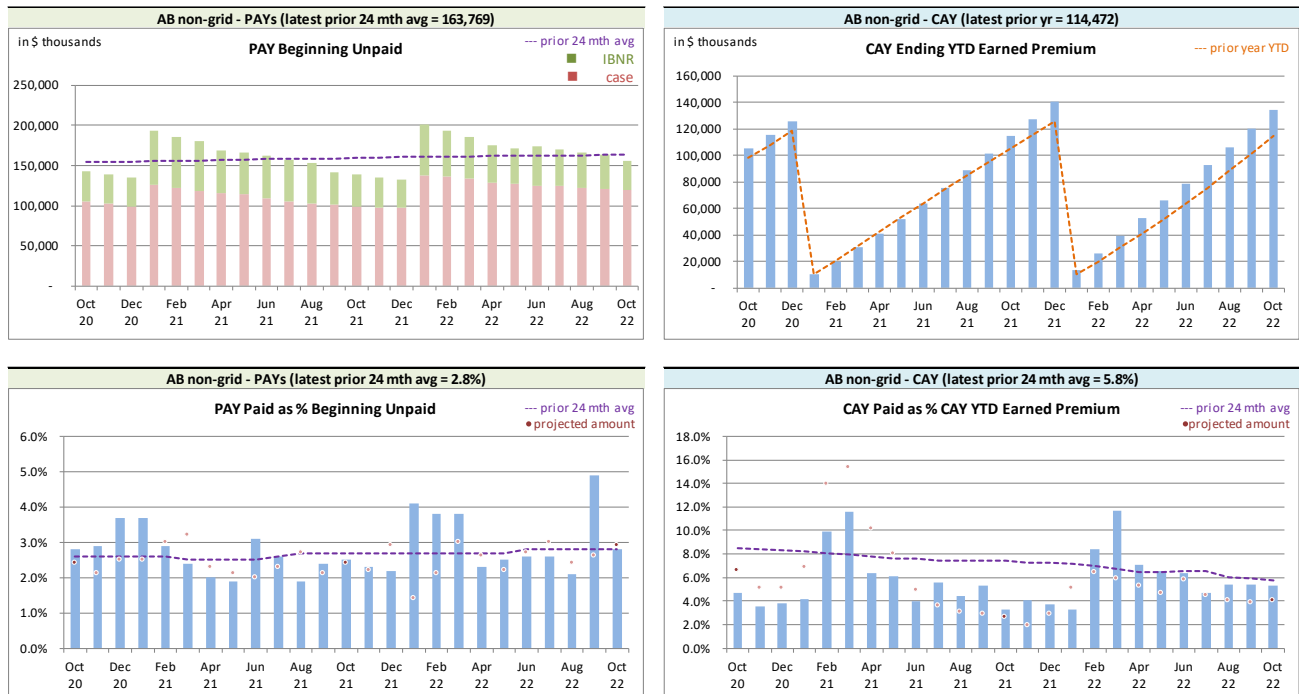 AB non-grid - PAYs (latest prior 24 mth avg = 163,769)
in $ thousands
PAY Beginning Unpaid
--- prior 24 mth avg
IBNR
case
250,000
200,000
150,000
100,000
50,000
-
Oct Dec Feb Apr Jun Aug Oct Dec Feb Apr Jun Aug Oct
20 20 21 21 21 21 21 21 22 22 22 22 22
AB non-grid - CAY (latest prior yr = 114,472)
in $ thousands
CAY Ending YTD Earned Premium
--- prior year YTD
160,000
140,000
120,000
100,000
80,000
60,000
40,000
20,000
-
Oct Dec Feb Apr Jun Aug Oct Dec Feb Apr Jun Aug Oct
20 20 21 21 21 21 21 21 22 22 22 22 22
AB non-grid - PAYs (latest prior 24 mth avg = 2.8%)
PAY Paid as % Beginning Unpaid
--- prior 24 mth avg
projected amount
6.0%
5.0%
4.0%
3.0%
2.0%
1.0%
0.0%
Oct Dec Feb Apr Jun Aug Oct Dec Feb Apr Jun Aug Oct
20 20 21 21 21 21 21 21 22 22 22 22 22
AB non-grid - CAY (latest prior 24 mth avg = 5.8%)
CAY Paid as % CAY YTD Earned Premium
--- prior 24 mth avg
projected amount
18.0%
16.0%
14.0%
12.0%
10.0%
8.0%
6.0%
4.0%
2.0%
0.0%
Oct Dec Feb Apr Jun Aug Oct Dec Feb Apr Jun Aug Oct
20 20 21 21 21 21 21 21 22 22 22 22 22